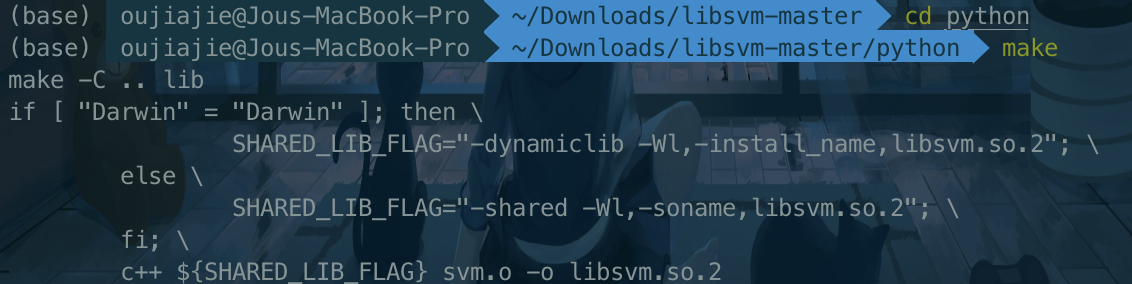 (base) oujiajie@Jous-MacBook-Pro ~/Downloads/libsvm-master cd python
(base) oujiajie@Jous-MacBook-Pro ~/Downloads/libsvm-master/python make
make -C .. lib
if [ "Darwin" = "Darwin" ]; then \
SHARED_LIB_FLAG="-dynamiclib -Wl,-install_name,libsvm.so.2"; \
else \
SHARED_LIB_FLAG="-shared -Wl,-soname,libsvm.so.2"; \
fi; \
c++ ${SHARED_LIB_FLAG} svm.o -o libsvm.so.2